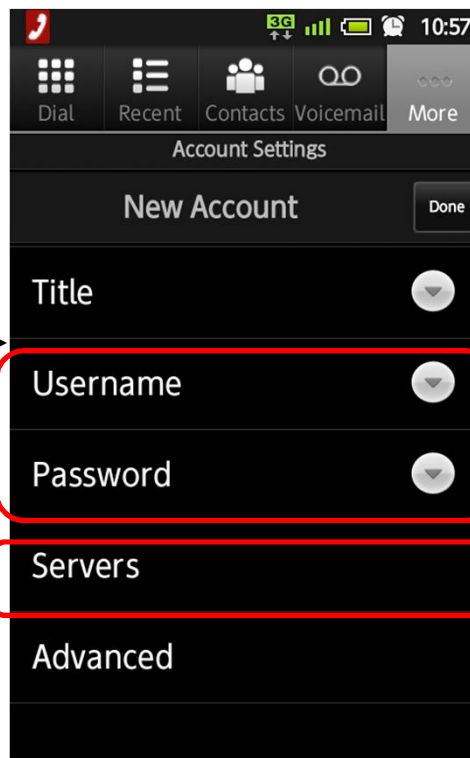 3G 10:57
Dial Recent Contacts Voicemail More
Account Settings
New Account Done
Title
Username
Password
Servers
Advanced